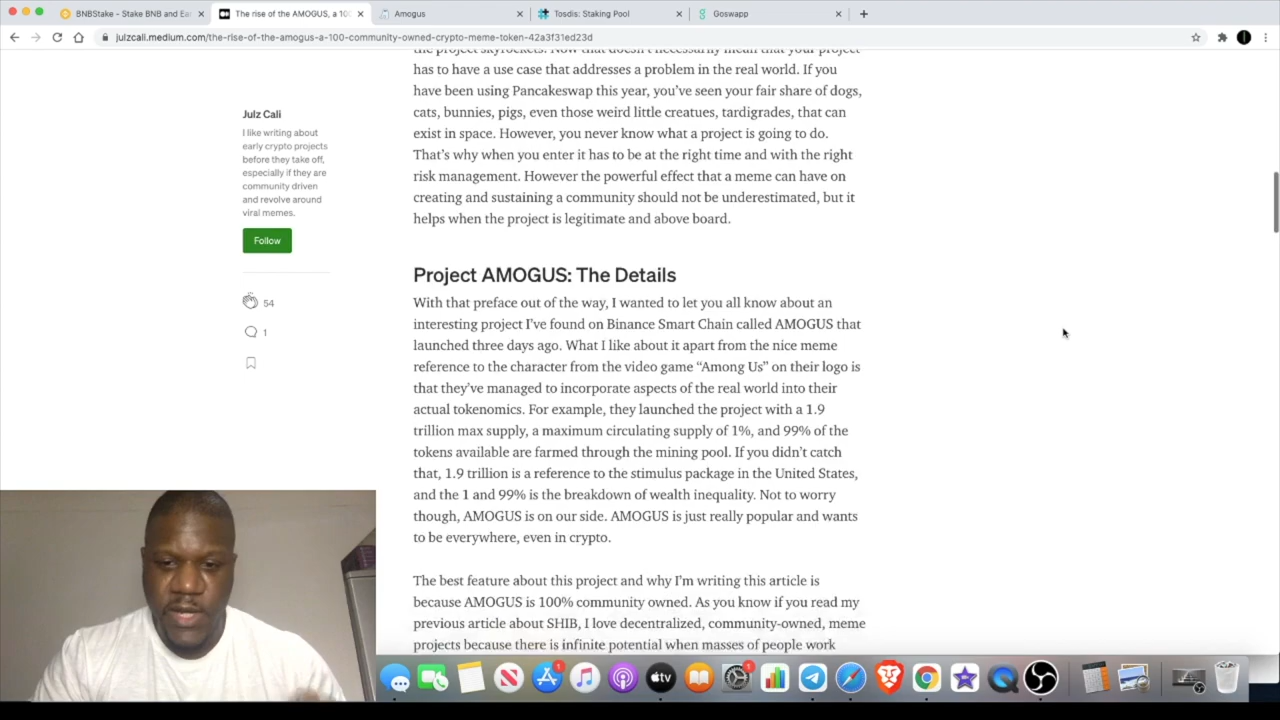 BNBStake - Stake BNB and Ea
The rise of the AMOGUS, a 10
Amogus
Tosdis: Staking Pool
Goswapp
julzcali.medium.com/the-rise-of-the-amogus-a-100-community-owned-crypto-meme-token-42a3f31ed23d
the project skyrockets. Now that doesn't necessarily mean that your project
has to have a use case that addresses a problem in the real world. If you
have been using Pancakeswap this year, you've seen your fair share of dogs,
cats, bunnies, pigs, even those weird little creatues, tardigrades, that can
exist in space. However, you never know what a project is going to do.
That's why when you enter it has to be at the right time and with the right
risk management. However the powerful effect that a meme can have on
creating and sustaining a community should not be underestimated, but it
helps when the project is legitimate and above board.
Julz Cali
I like writing about
early crypto projects
before they take off,
especially if they are
community driven
and revolve around
viral memes.
Follow
54
1
Project AMOGUS: The Details
With that preface out of the way, I wanted to let you all know about an
interesting project I've found on Binance Smart Chain called AMOGUS that
launched three days ago. What I like about it apart from the nice meme
reference to the character from the video game “Among Us” on their logo is
that they've managed to incorporate aspects of the real world into their
actual tokenomics. For example, they launched the project with a 1.9
trillion max supply, a maximum circulating supply of 1%, and 99% of the
tokens available are farmed through the mining pool. If you didn't catch
that, 1.9 trillion is a reference to the stimulus package in the United States,
and the 1 and 99% is the breakdown of wealth inequality. Not to worry
though, AMOGUS is on our side. AMOGUS is just really popular and wants
to be everywhere, even in crypto.
The best feature about this project and why I'm writing this article is
because AMOGUS is 100% community owned. As you know if you read my
previous article about SHIB, I love decentralized, community-owned, meme
projects because there is infinite potential when masses of people work
tv